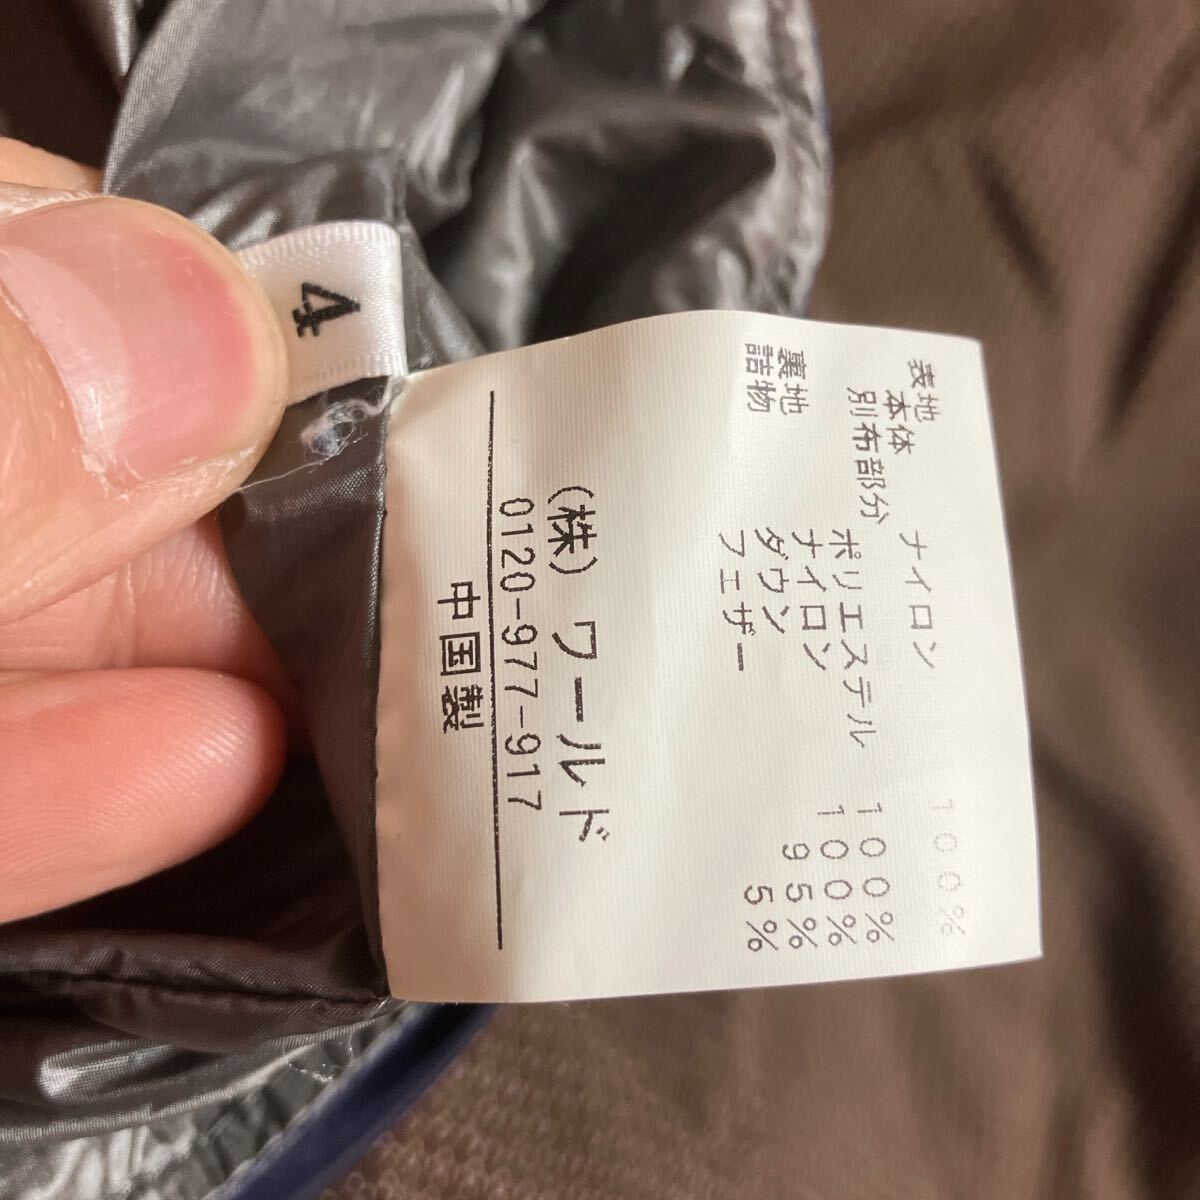 4
表地
本体 ナイロン 100%
別布部分 ポリエステル 100%
裏地 ナイロン 100%
詰物 ダウン 95%
フェザー 5%
(株) ワールド
0120-977-917
中国製